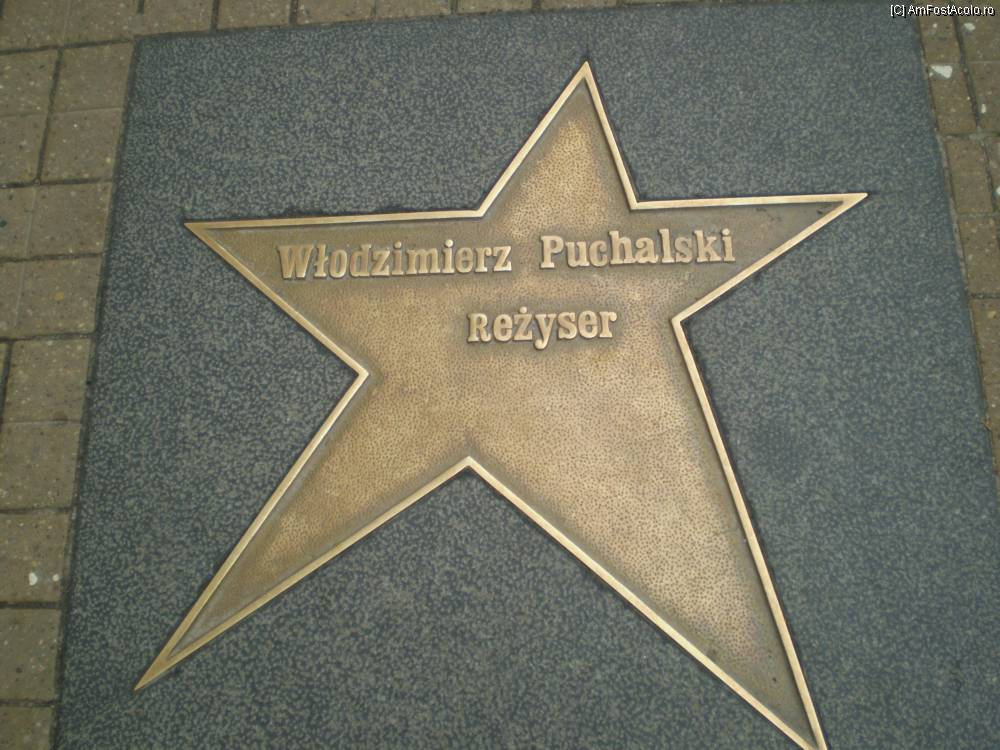 [C] AmFostAcolo.ro
Włodzimierz Puchalski
Reżyser